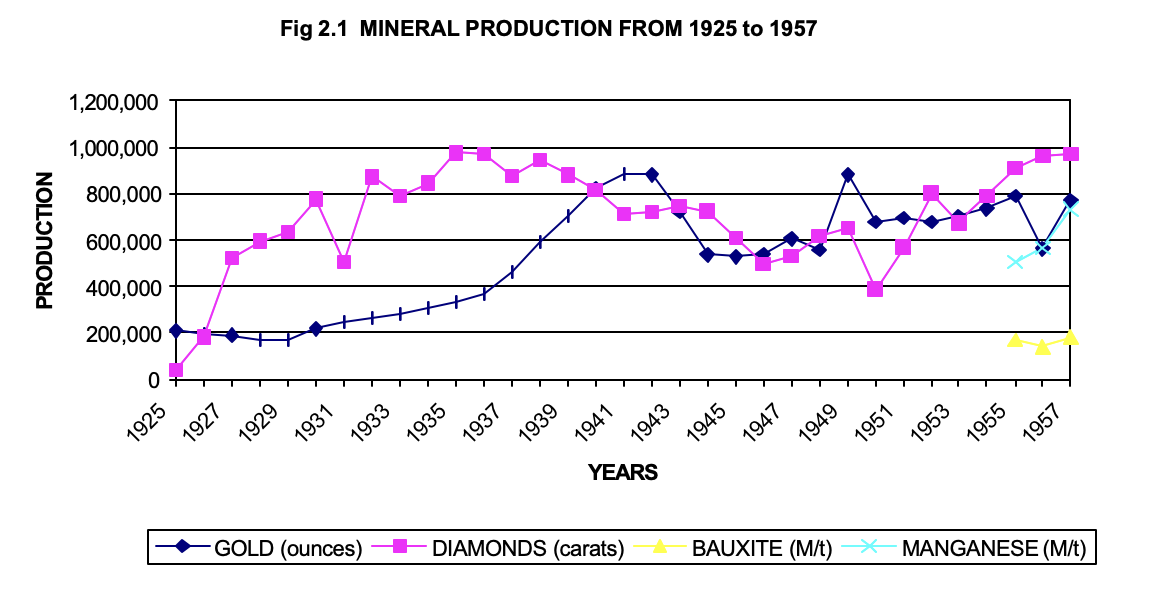 Fig 2.1 MINERAL PRODUCTION FROM 1925 to 1957
1,200,000
1,000,000
800,000
600,000
400,000
200,000
0
PRODUCTION
1925 1927 1929 1931 1933 1935 1937 1939 1941 1943 1945 1947 1949 1951 1953 1955 1957
YEARS
GOLD (ounces) DIAMONDS (carats) BAUXITE (M/t) MANGANESE (M/t)